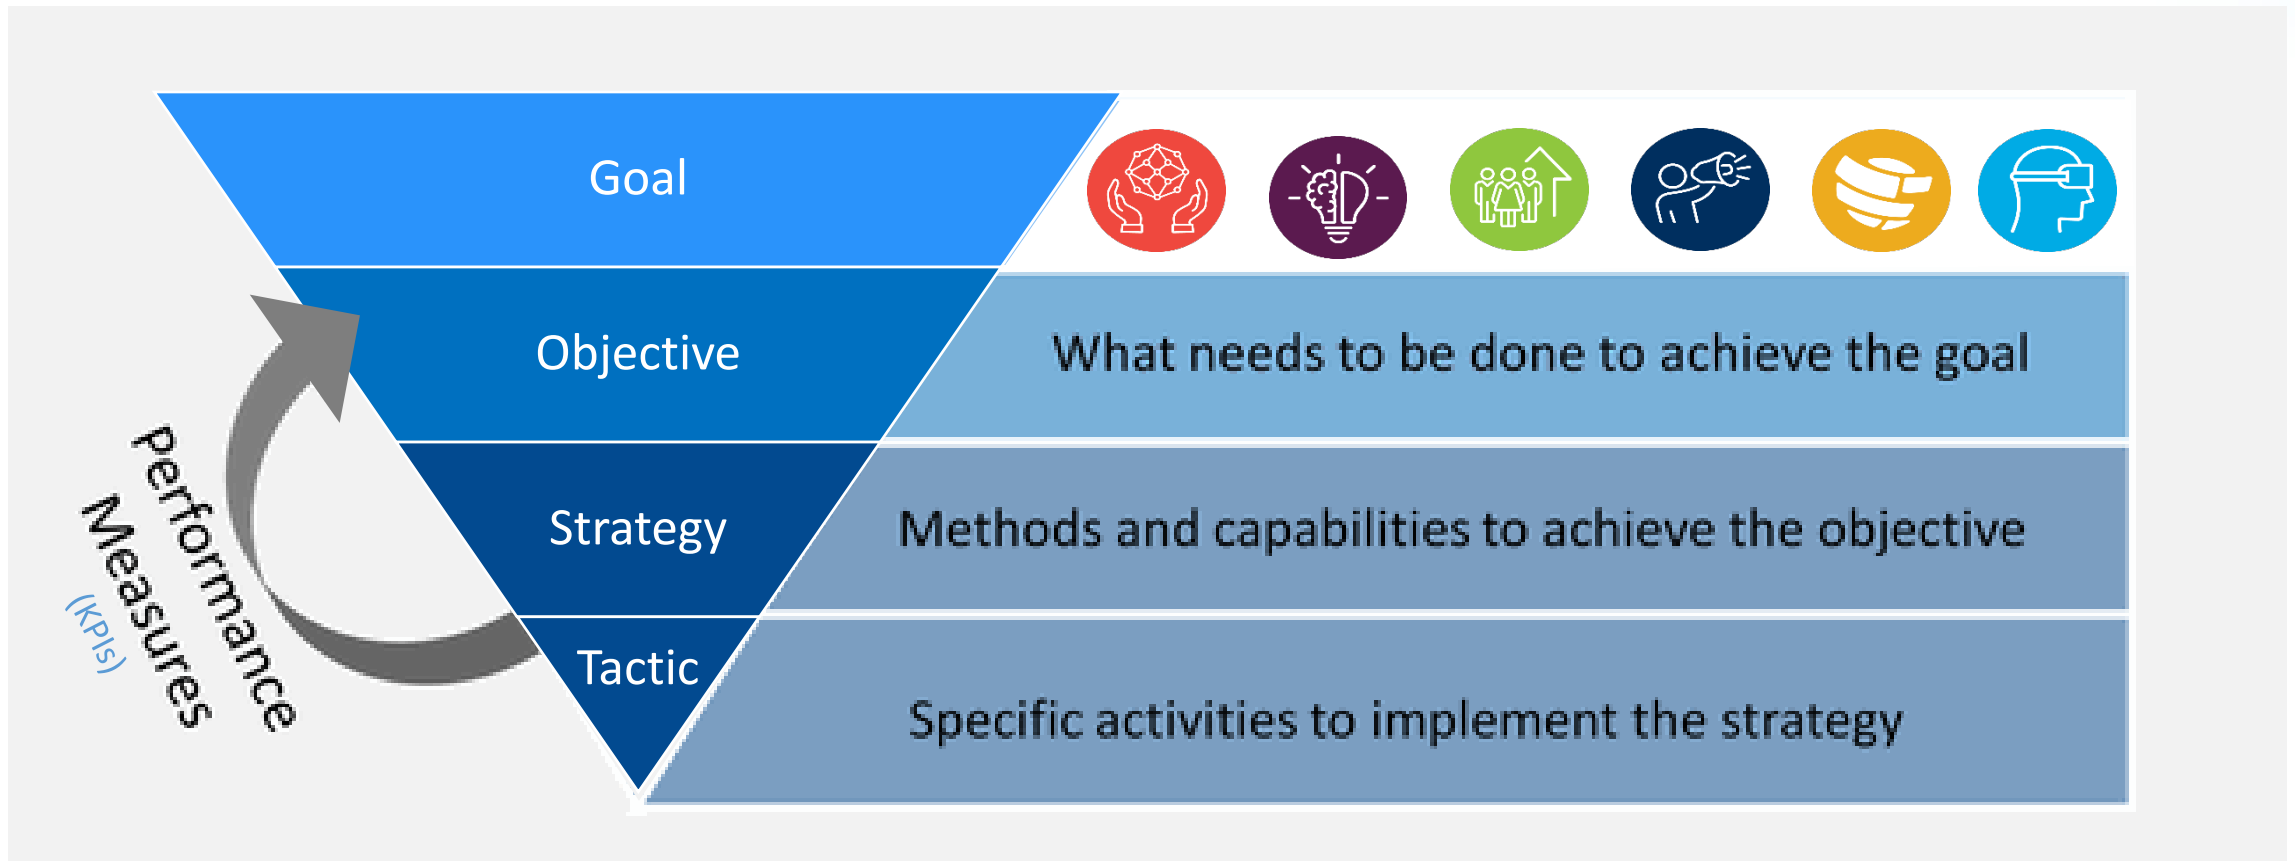 Goal
Objective
What needs to be done to achieve the goal
Strategy
Methods and capabilities to achieve the objective
Tactic
Specific activities to implement the strategy
Performance
Measures
(KPIs)